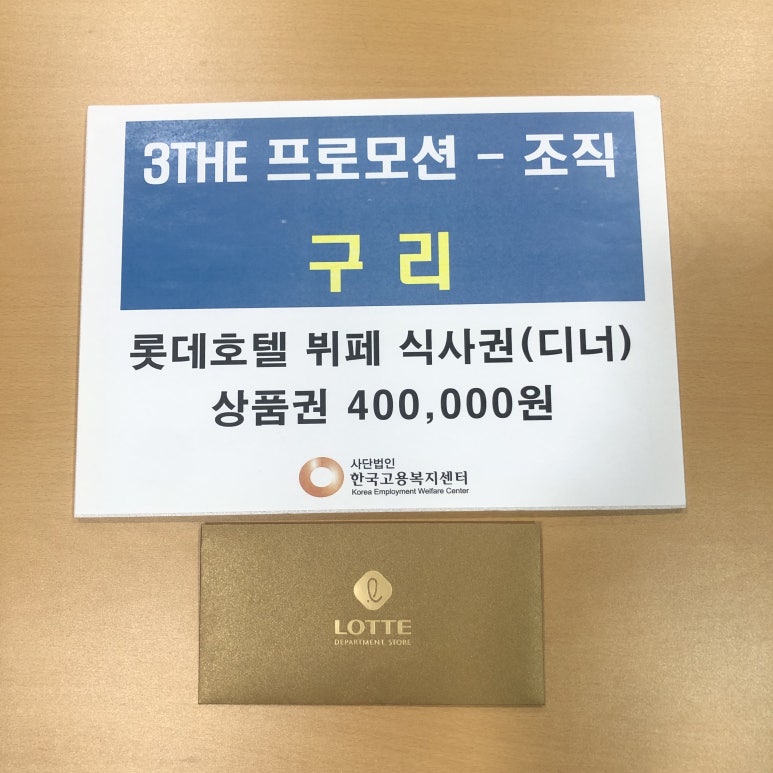 3THE 프로모션 - 조직
구 리
롯데호텔 뷔페 식사권(디너)
상품권 400,000원
사단법인
한국고용복지센터
Korea Employment Welfare Center
LOTTE
DEPARTMENT STORE